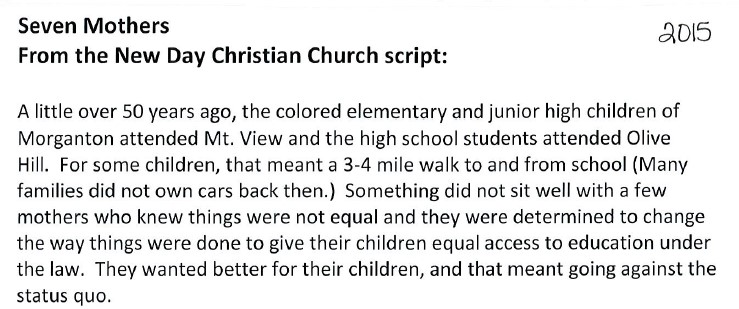 Seven Mothers
2015
From the New Day Christian Church script:
A little over 50 years ago, the colored elementary and junior high children of
Morganton attended Mt. View and the high school students attended Olive
Hill.  For some children, that meant a 3-4 mile walk to and from school (Many
families did not own cars back then.)  Something did not sit well with a few
mothers who knew things were not equal and they were determined to change
the way things were done to give their children equal access to education under
the law.  They wanted better for their children, and that meant going against the
status quo.